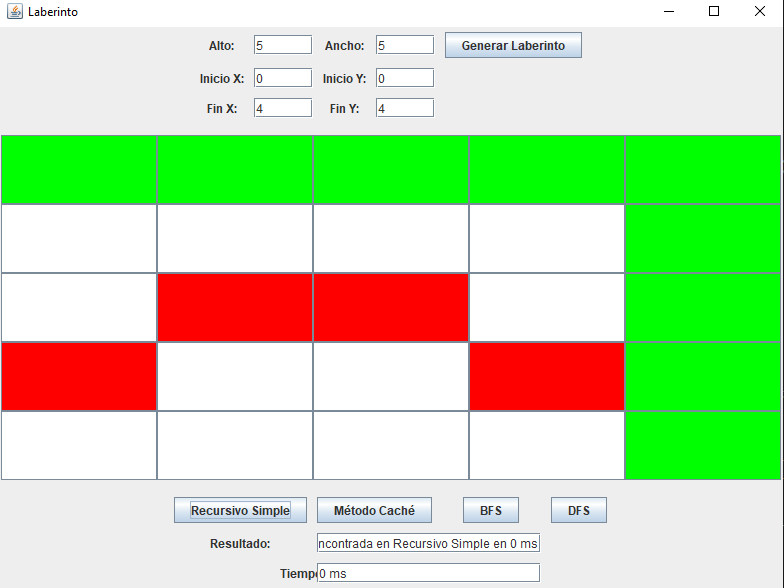 Laberinto
Alto: 5 Ancho: 5 Generar Laberinto
Inicio X: 0 Inicio Y: 0
Fin X: 4 Fin Y: 4
Recursivo Simple Método Caché BFS DFS
Resultado: ncontrada en Recursivo Simple en 0 ms
Tiempo 0 ms